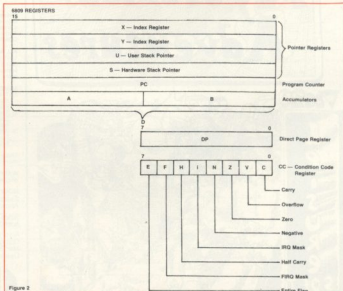 6809 REGISTERS
15 0
X — Index Register
Y — Index Register
U — User Stack Pointer
S — Hardware Stack Pointer
Pointer Registers
PC Program Counter
A B Accumulators
D
7 0
DP Direct Page Register
7 0
E F H I N Z V C CC — Condition Code
Register
Carry
Overflow
Zero
Negative
IRQ Mask
Half Carry
FIRQ Mask
Entire Flag
Figure 2